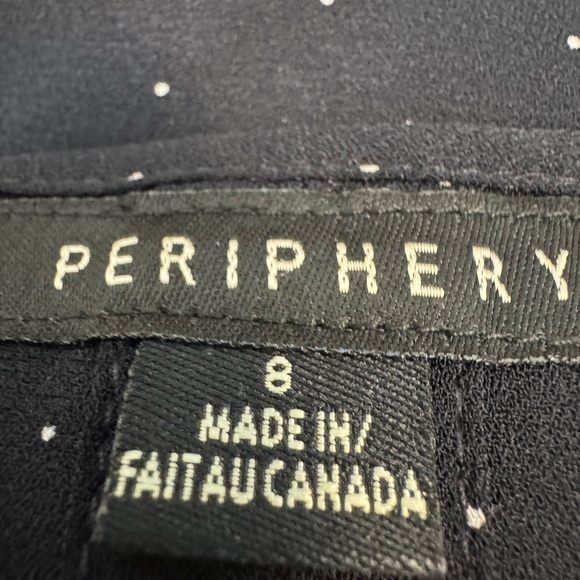 PERIPHERY
8
MADE IN/
FAIT AU CANADA